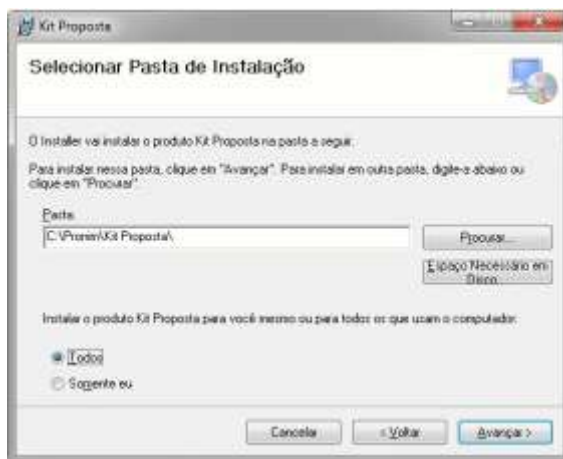 Kit Proposta
Selecionar Pasta de Instalação
O Installer vai instalar o produto Kit Proposta na pasta a seguir.
Para instalar nessa pasta, clique em "Avançar". Para instalar em outra pasta, digite-a abaixo ou
clique em "Procurar".
Pasta:
C:\Pronim\Kit Proposta\
Procurar...
Espaço Necessário em
Disco...
Instalar o produto Kit Proposta para você mesmo ou para todos os que usam o computador:
Todos
Somente eu
Cancelar
< Voltar
Avançar >